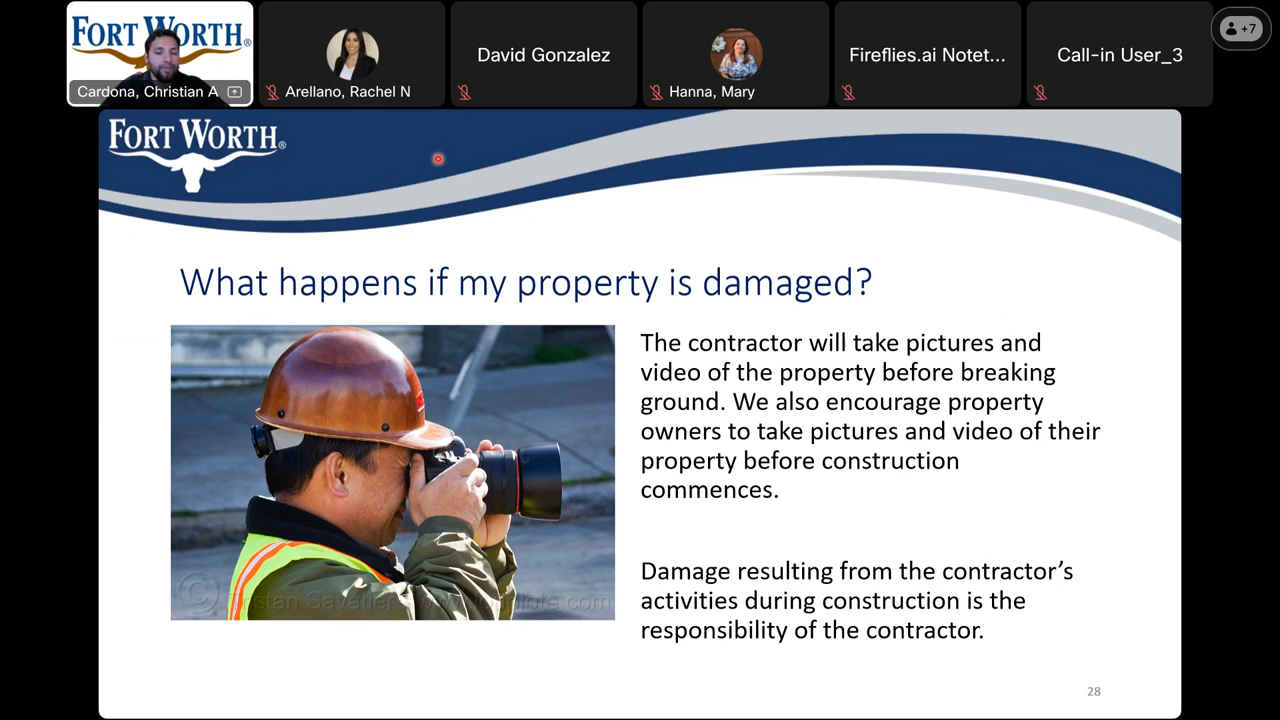 FORT WORTH®
Cardona, Christian A
Arellano, Rachel N
David Gonzalez
Hanna, Mary
Fireflies.ai Notet...
Call-in User_3
+7
FORT WORTH®
What happens if my property is damaged?
The contractor will take pictures and
video of the property before breaking
ground. We also encourage property
owners to take pictures and video of their
property before construction
commences.
Damage resulting from the contractor’s
activities during construction is the
responsibility of the contractor.
© Tristan Savatier
28